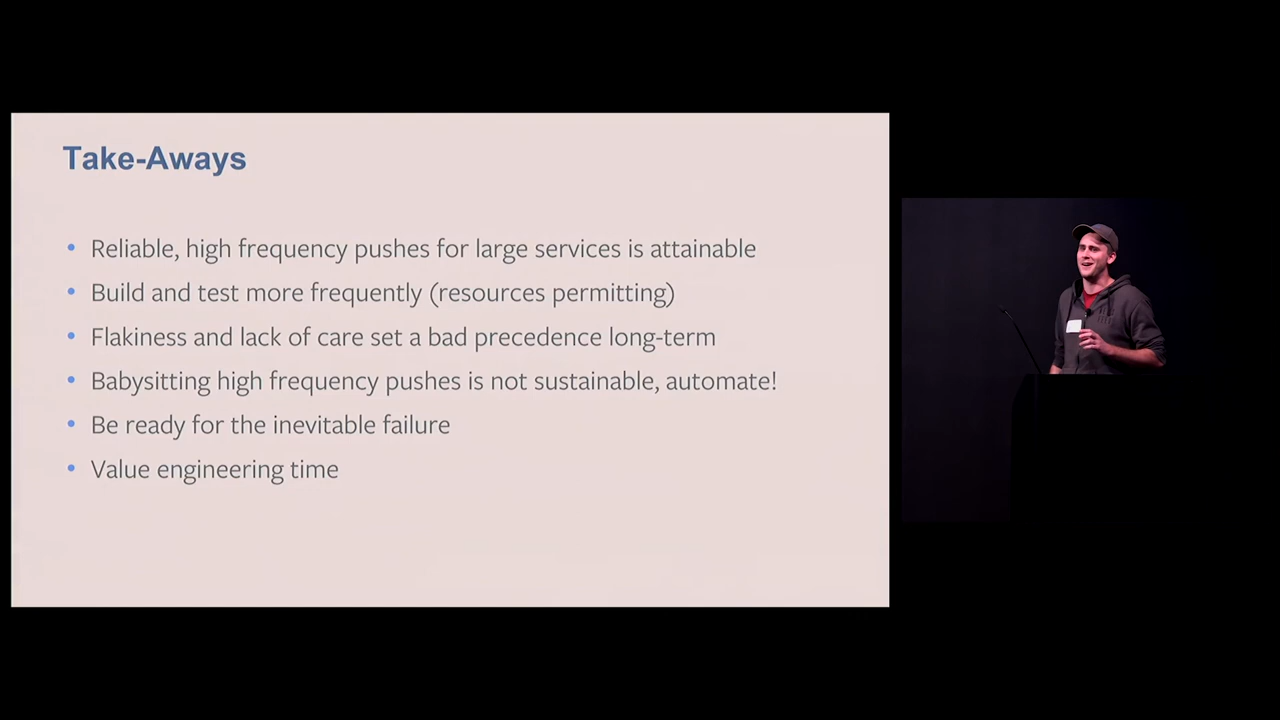 Take-Aways
Reliable, high frequency pushes for large services is attainable
Build and test more frequently (resources permitting)
Flakiness and lack of care set a bad precedence long-term
Babysitting high frequency pushes is not sustainable, automate!
Be ready for the inevitable failure
Value engineering time